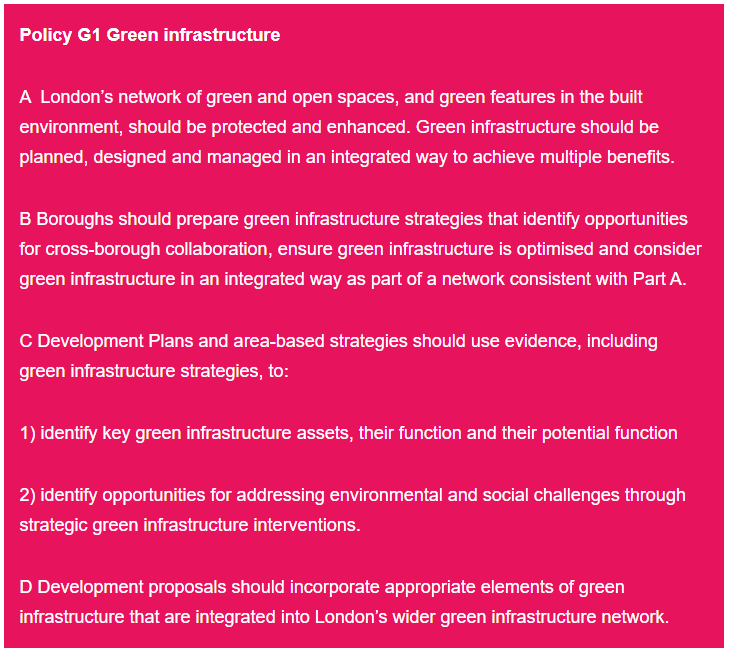 Policy G1 Green infrastructure
A  London’s network of green and open spaces, and green features in the built
environment, should be protected and enhanced. Green infrastructure should be
planned, designed and managed in an integrated way to achieve multiple benefits.
B Boroughs should prepare green infrastructure strategies that identify opportunities
for cross-borough collaboration, ensure green infrastructure is optimised and consider
green infrastructure in an integrated way as part of a network consistent with Part A.
C Development Plans and area-based strategies should use evidence, including
green infrastructure strategies, to:
1) identify key green infrastructure assets, their function and their potential function
2) identify opportunities for addressing environmental and social challenges through
strategic green infrastructure interventions.
D Development proposals should incorporate appropriate elements of green
infrastructure that are integrated into London’s wider green infrastructure network.